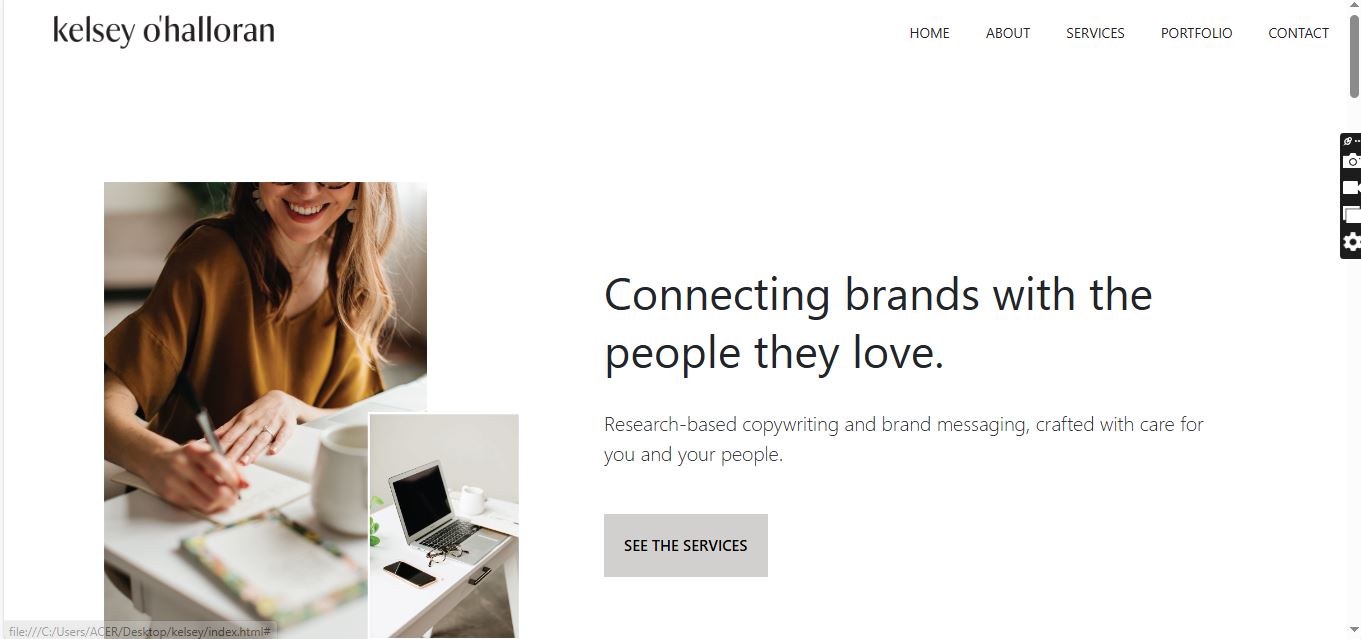 kelsey o'halloran
HOME ABOUT SERVICES PORTFOLIO CONTACT
Connecting brands with the
people they love.
Research-based copywriting and brand messaging, crafted with care for
you and your people.
SEE THE SERVICES
file:///C:/Users/ACER/Desktop/kelsey/index.html#